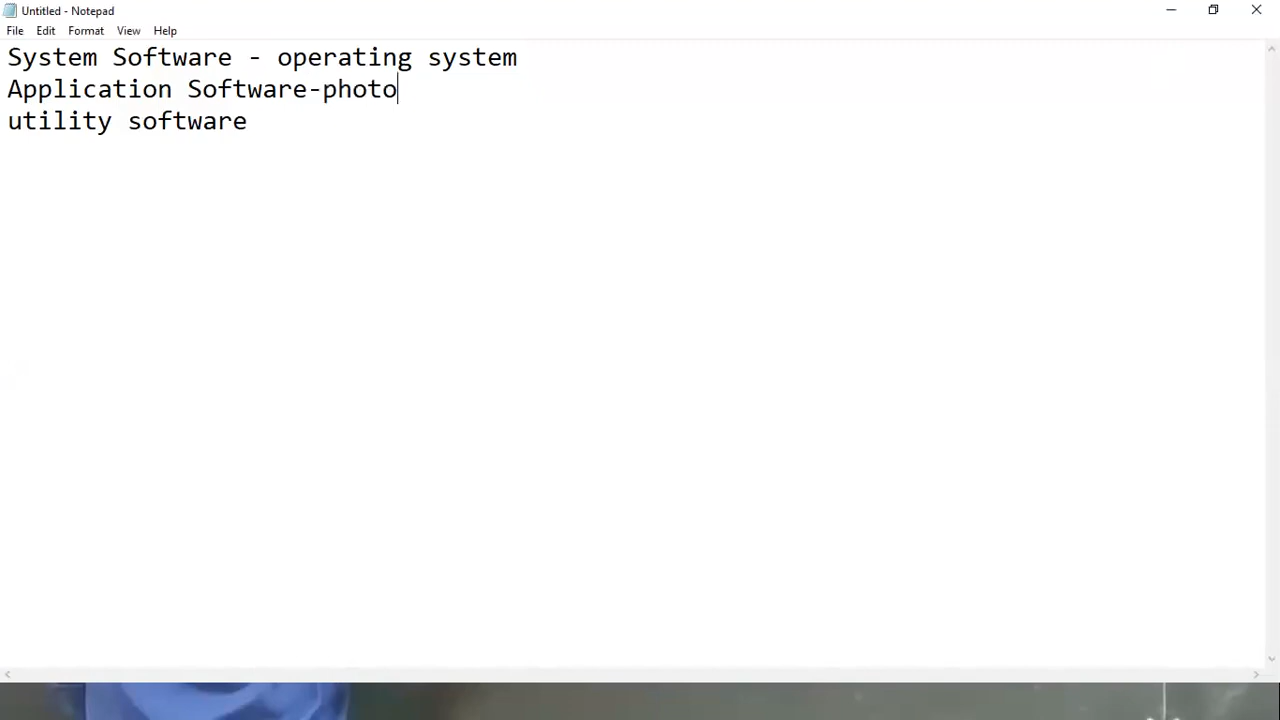 Untitled - Notepad
File Edit Format View Help
System Software - operating system
Application Software-photo
utility software